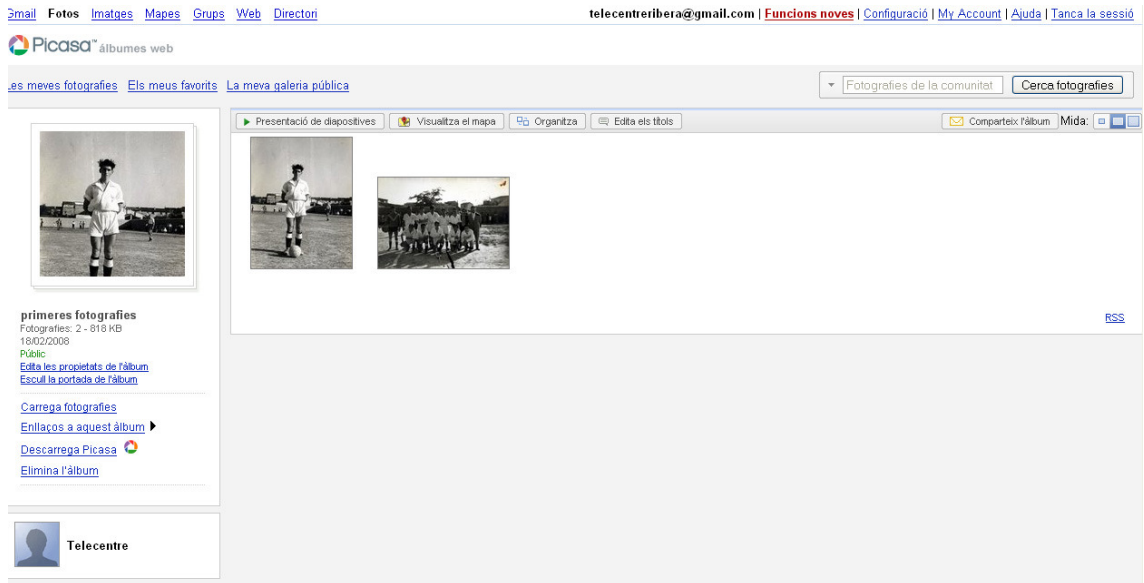 Gmail Fotos Imatges Mapes Grups Web Directori telecentreribera@gmail.com | Funcions noves | Configuració | My Account | Ajuda | Tanca la sessió
Picasa™ álbumes web
Les meves fotografies Els meus favorits La meva galeria pública Fotografies de la comunitat Cerca fotografies
Presentació de diapositives Visualitza el mapa Organitza Edita els títols Comparteix l'àlbum Mida:
primeres fotografies
Fotografies: 2 - 818 KB
18/02/2008
Públic
Edita les propietats de l'àlbum
Escull la portada de l'àlbum
RSS
Carrega fotografies
Enllaços a aquest àlbum
Descarrega Picasa
Elimina l'àlbum
Telecentre